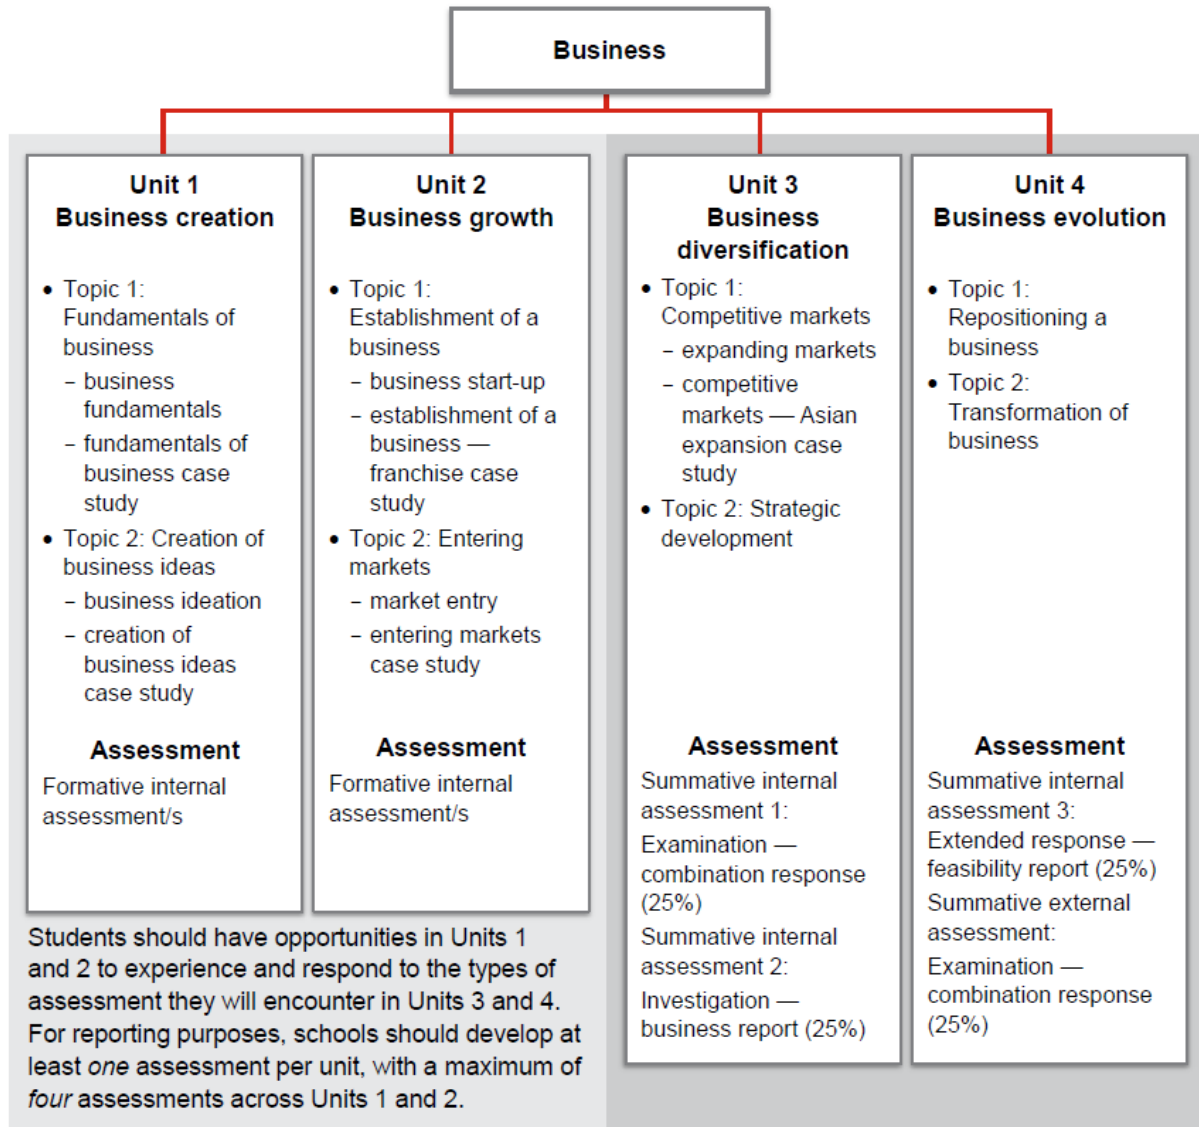 Business
Unit 1
Business creation
• Topic 1:
Fundamentals of
business
– business
fundamentals
– fundamentals of
business case
study
• Topic 2: Creation of
business ideas
– business ideation
– creation of
business ideas
case study
Assessment
Formative internal
assessment/s
Unit 2
Business growth
• Topic 1:
Establishment of a
business
– business start-up
– establishment of a
business —
franchise case
study
• Topic 2: Entering
markets
– market entry
– entering markets
case study
Assessment
Formative internal
assessment/s
Students should have opportunities in Units 1
and 2 to experience and respond to the types of
assessment they will encounter in Units 3 and 4.
For reporting purposes, schools should develop at
least one assessment per unit, with a maximum of
four assessments across Units 1 and 2.
Unit 3
Business
diversification
• Topic 1:
Competitive markets
– expanding markets
– competitive
markets — Asian
expansion case
study
• Topic 2: Strategic
development
Assessment
Summative internal
assessment 1:
Examination —
combination response
(25%)
Summative internal
assessment 2:
Investigation —
business report (25%)
Unit 4
Business evolution
• Topic 1:
Repositioning a
business
• Topic 2:
Transformation of
business
Assessment
Summative internal
assessment 3:
Extended response —
feasibility report (25%)
Summative external
assessment:
Examination —
combination response
(25%)